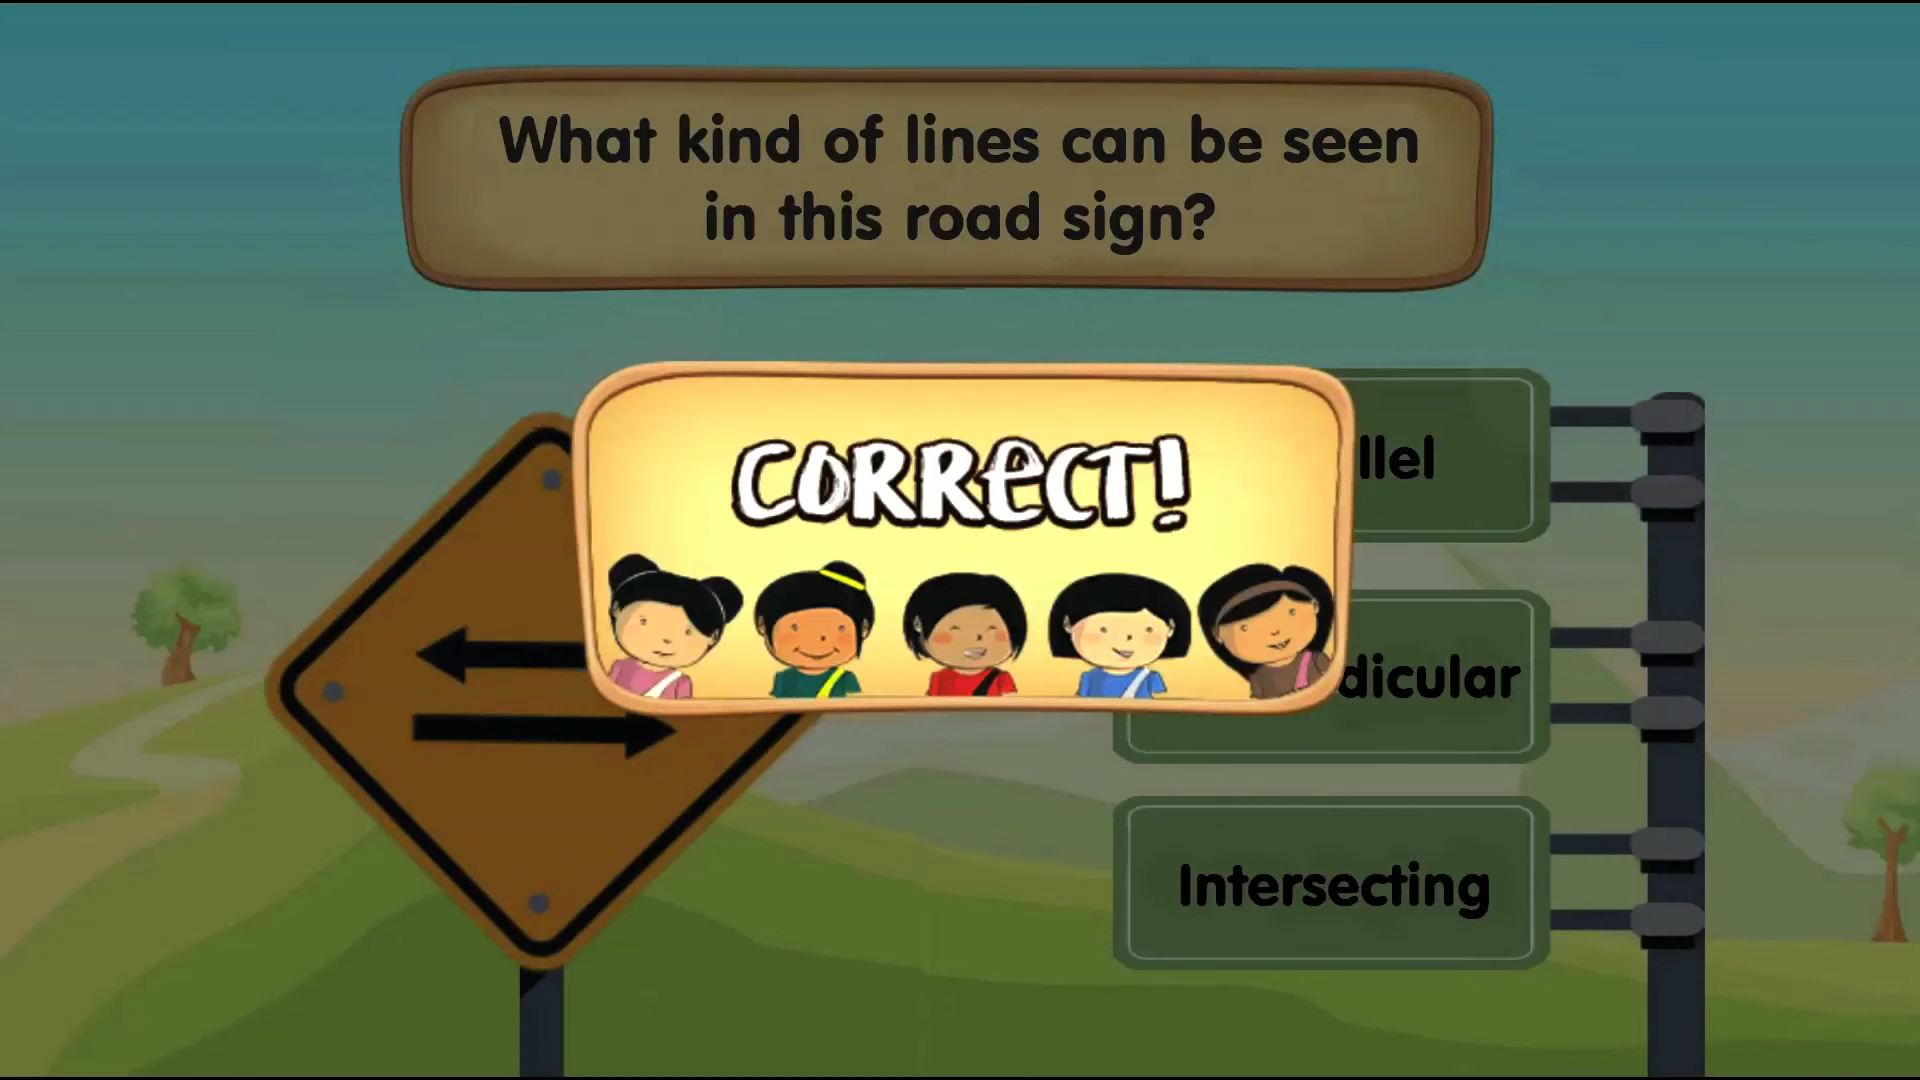 What kind of lines can be seen
in this road sign?
CORRECT!
llel
dicular
Intersecting